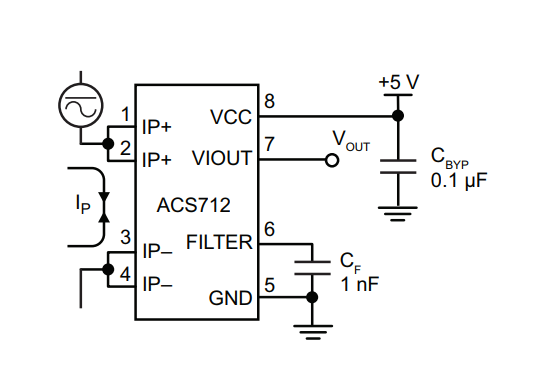 +5 V
1
IP+
2
IP+
VCC
8
VIOUT
7
VOUT
CBYP
0.1 µF
IP
ACS712
3
IP–
4
IP–
FILTER
6
GND
5
CF
1 nF